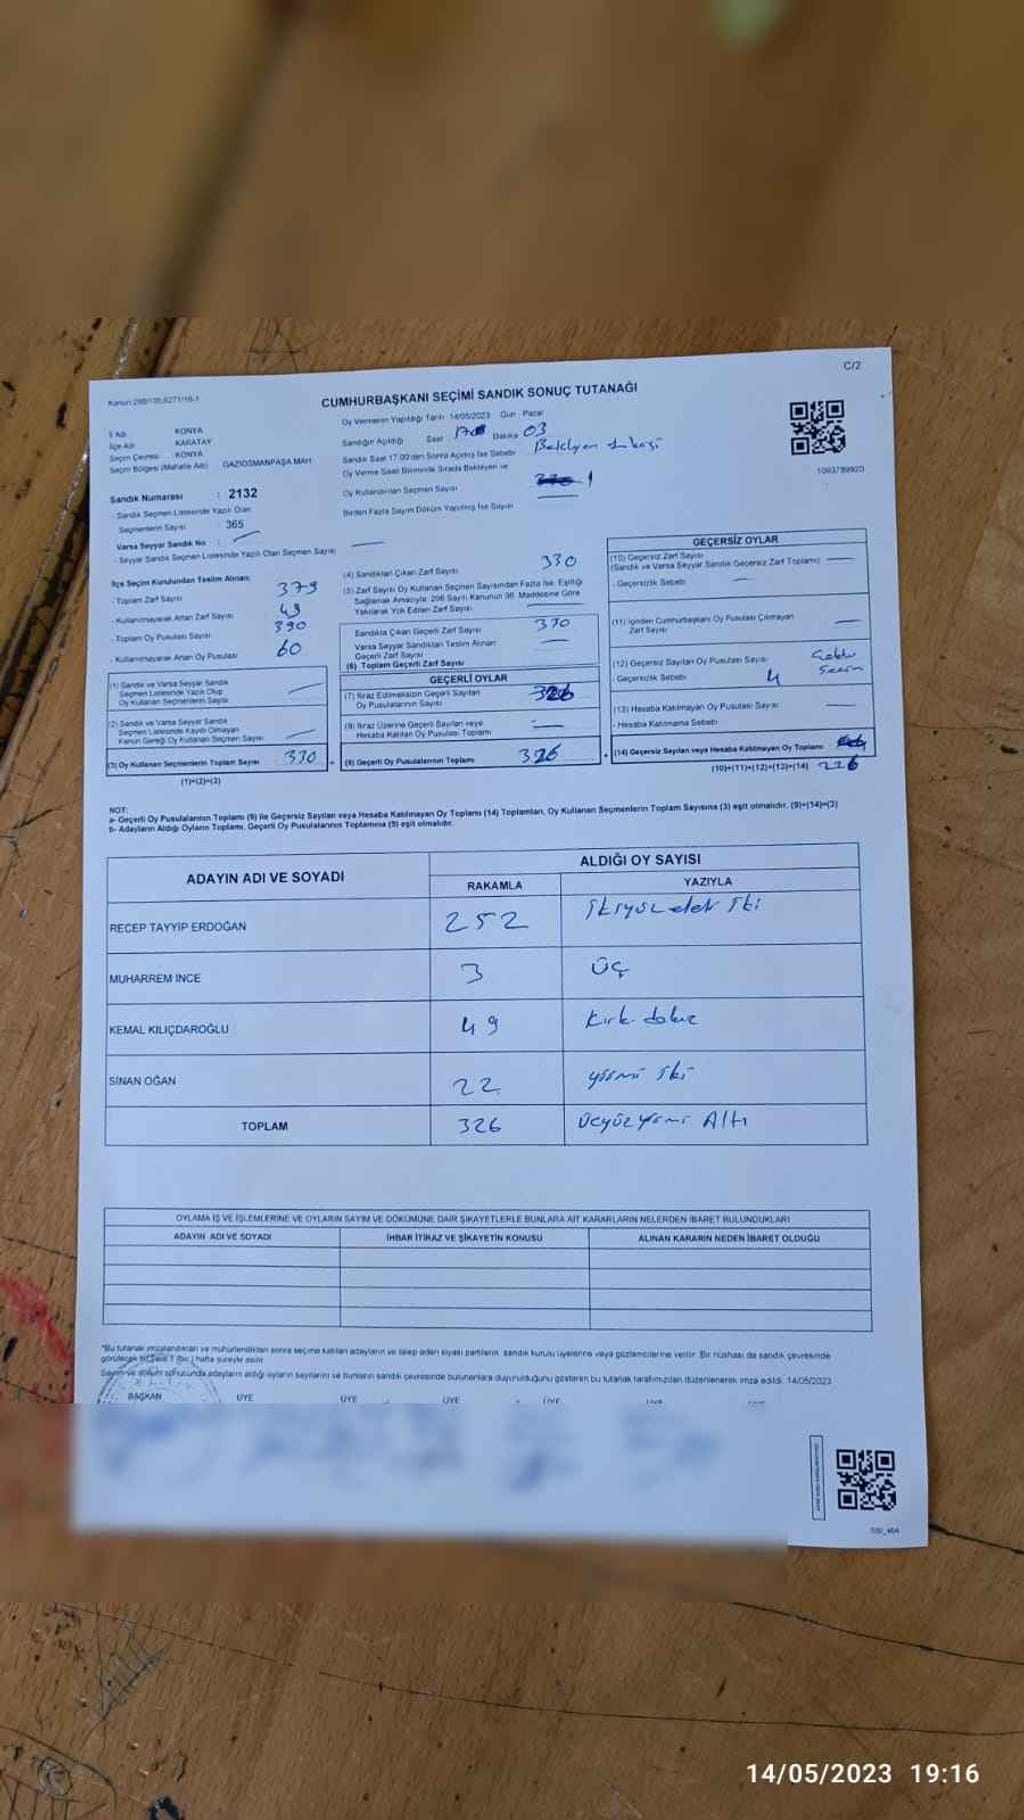 C/2
Kanun 298/105,6271/16-1
CUMHURBAŞKANI SEÇİMİ SANDIK SONUÇ TUTANAĞI
İl Adı KONYA
İlçe Adı KARATAY
Seçim Çevresi KONYA
Seçim Bölgesi (Mahalle Adı) GAZİOSMANPAŞA MAH
Sandık Numarası : 2132
Sandık Seçmen Listesinde Yazılı Olan
Seçmenlerin Sayısı 365
Varsa Seyyar Sandık No :
Seyyar Sandık Seçmen Listesinde Yazılı Olan Seçmen Sayısı
Oy Vermenin Yapıldığı Tarih 14/05/2023 Gün : Pazar
Sandığın Açıldığı Saat Dakika 03
Sandık Saat 17.00'den Sonra Açılmış İse Sebebi Bekleyen
Oy Verme Saati Bitiminde Sırada Bekleyen ve
Oy Kullandırılan Seçmen Sayısı 1
Birden Fazla Sayım Döküm Yapılmış İse Sayısı
1093789920
İlçe Seçim Kurulundan Teslim Alınan;
- Toplam Zarf Sayısı 379
- Kullanılmayarak Artan Zarf Sayısı 49
- Toplam Oy Pusulası Sayısı 390
- Kullanılmayarak Artan Oy Pusulası 60
(1) Sandık ve Varsa Seyyar Sandık
Seçmen Listesinde Yazılı Olup
Oy Kullanan Seçmenlerin Sayısı
(2) Sandık ve Varsa Seyyar Sandık
Seçmen Listesinde Kayıtlı Olmayan
Kanun Gereği Oy Kullanan Seçmen Sayısı
(3) Oy Kullanan Seçmenlerin Toplam Sayısı 330
(1)+(2)=(3)
(4) Sandıktan Çıkan Zarf Sayısı 330
(5) Zarf Sayısı Oy Kullanan Seçmen Sayısından Fazla İse, Eşitliği
Sağlamak Amacıyla, 298 Sayılı Kanunun 98. Maddesine Göre
Yakılarak Yok Edilen Zarf Sayısı
Sandıkta Çıkan Geçerli Zarf Sayısı 330
Varsa Seyyar Sandıktan Teslim Alınan
Geçerli Zarf Sayısı
(6) Toplam Geçerli Zarf Sayısı
GEÇERLİ OYLAR
(7) İtiraz Edilmeksizin Geçerli Sayılan
Oy Pusulalarının Sayısı 326
(8) İtiraz Üzerine Geçerli Sayılan veya
Hesaba Katılan Oy Pusulası Toplamı
(9) Geçerli Oy Pusulalarının Toplamı 326
GEÇERSİZ OYLAR
(10) Geçersiz Zarf Sayısı
(Sandık ve Varsa Seyyar Sandık Geçersiz Zarf Toplamı)
- Geçersizlik Sebebi
(11) İçinden Cumhurbaşkanı Oy Pusulası Çıkmayan
Zarf Sayısı
(12) Geçersiz Sayılan Oy Pusulası Sayısı
- Geçersizlik Sebebi 4
(13) Hesaba Katılmayan Oy Pusulası Sayısı
- Hesaba Katılmama Sebebi
(14) Geçersiz Sayılan veya Hesaba Katılmayan Oy Toplamı
(10)+(11)+(12)+(13)=(14) 226
NOT:
a- Geçerli Oy Pusulalarının Toplamı (9) ile Geçersiz Sayılan veya Hesaba Katılmayan Oy Toplamı (14) Toplamları, Oy Kullanan Seçmenlerin Toplam Sayısına (3) eşit olmalıdır. (9)+(14)=(3)
b- Adayların Aldığı Oyların Toplamı, Geçerli Oy Pusulalarının Toplamına (9) eşit olmalıdır.
ADAYIN ADI VE SOYADI
ALDIĞI OY SAYISI
RAKAMLA YAZIYLA
RECEP TAYYİP ERDOĞAN 252 ikiyüz elli iki
MUHARREM İNCE 3 üç
KEMAL KILIÇDAROĞLU 49 Kırk dokuz
SİNAN OĞAN 22 yirmi iki
TOPLAM 326 üçyüzyirmi Altı
OYLAMA İŞ VE İŞLEMLERİNE VE OYLARIN SAYIM VE DÖKÜMÜNE DAİR ŞİKAYETLERLE BUNLARA AİT KARARLARIN NELERDEN İBARET BULUNDUKLARI
ADAYIN ADI VE SOYADI İHBAR İTİRAZ VE ŞİKAYETİN KONUSU ALINAN KARARIN NEDEN İBARET OLDUĞU
*Bu tutanak imzalandıktan ve mühürlendikten sonra seçime katılan adayların ve talep eden siyasi partilerin sandık kurulu üyelerine veya gözlemcilerine verilir. Bir nüshası da sandık çevresinde
görülecek bir yere 1 (bir) hafta süreyle asılır.
Sayım ve döküm sonucunda adayların aldığı oyların sayılarını ve bunların sandık çevresinde bulunanlara duyurulduğunu gösteren bu tutanak tarafımızdan düzenlenerek imza edildi. 14/05/2023
BAŞKAN ÜYE ÜYE ÜYE ÜYE ÜYE
14/05/2023 19:16